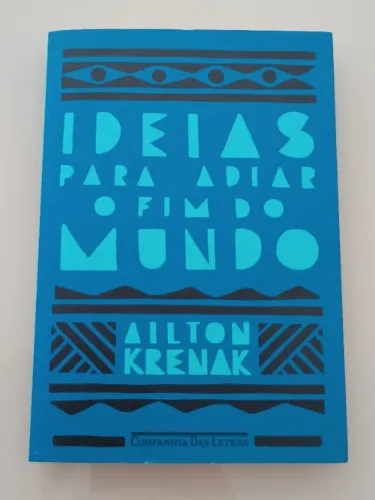 IDEIAS
PARA ADIAR
O FIM DO
MUNDO
AILTON
KRENAK
COMPANHIA DAS LETRAS